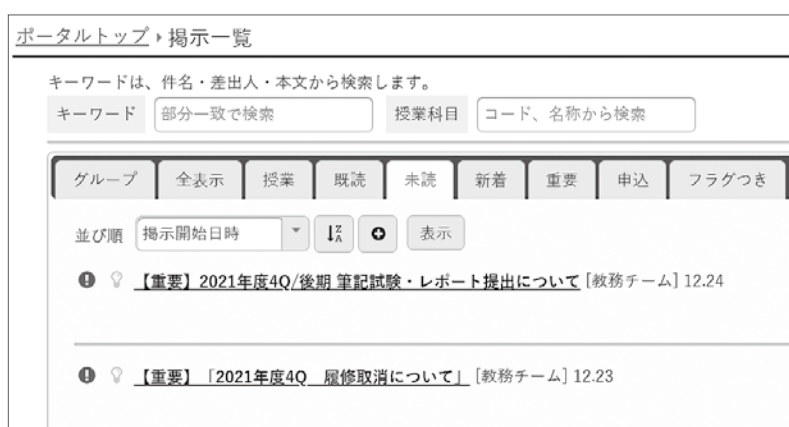 ポータルトップ▸掲示一覧
キーワードは、件名・差出人・本文から検索します。
キーワード 部分一致で検索 授業科目 コード、名称から検索
グループ 全表示 授業 既読 未読 新着 重要 申込 フラグつき
並び順 掲示開始日時 表示
【重要】2021年度4Q/後期 筆記試験・レポート提出について [教務チーム] 12.24
【重要】「2021年度4Q　履修取消について」 [教務チーム] 12.23